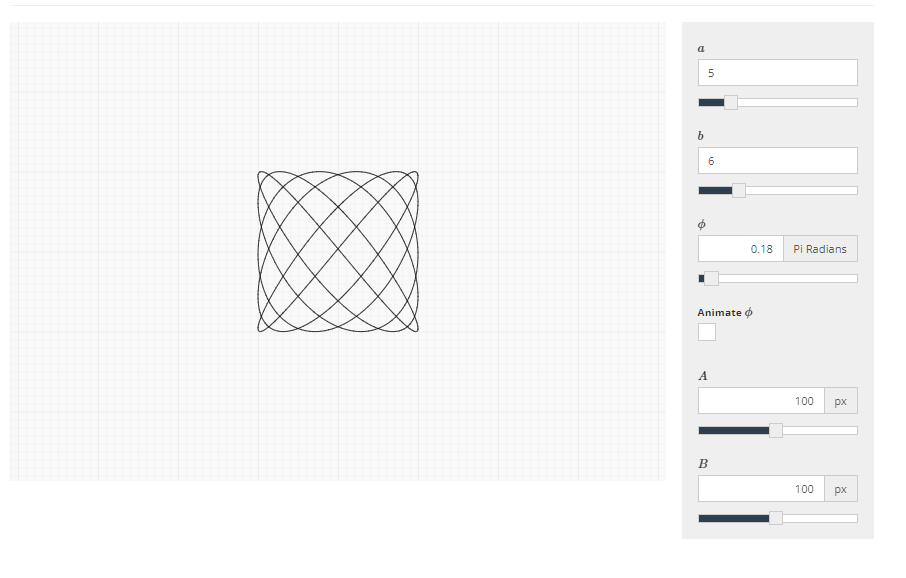 a
5
b
6
ϕ
0.18 Pi Radians
Animate ϕ
A
100 px
B
100 px